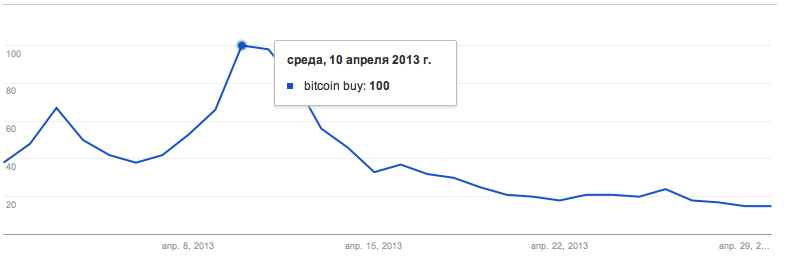 100
среда, 10 апреля 2013 г.
80
bitcoin buy: 100
60
40
20
апр. 8, 2013
апр. 15, 2013
апр. 22, 2013
апр. 29, 2…